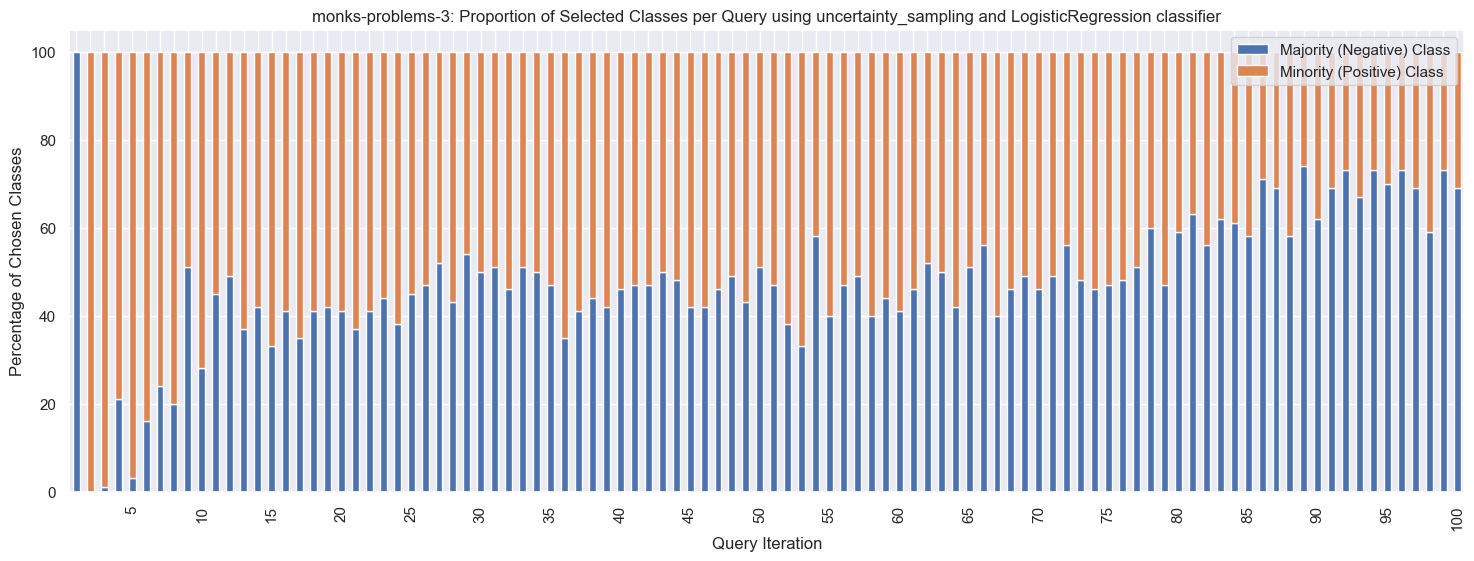 monks-problems-3: Proportion of Selected Classes per Query using uncertainty_sampling and LogisticRegression classifier
Majority (Negative) Class
Minority (Positive) Class
Percentage of Chosen Classes
100
80
60
40
20
0
5 10 15 20 25 30 35 40 45 50 55 60 65 70 75 80 85 90 95 100
Query Iteration